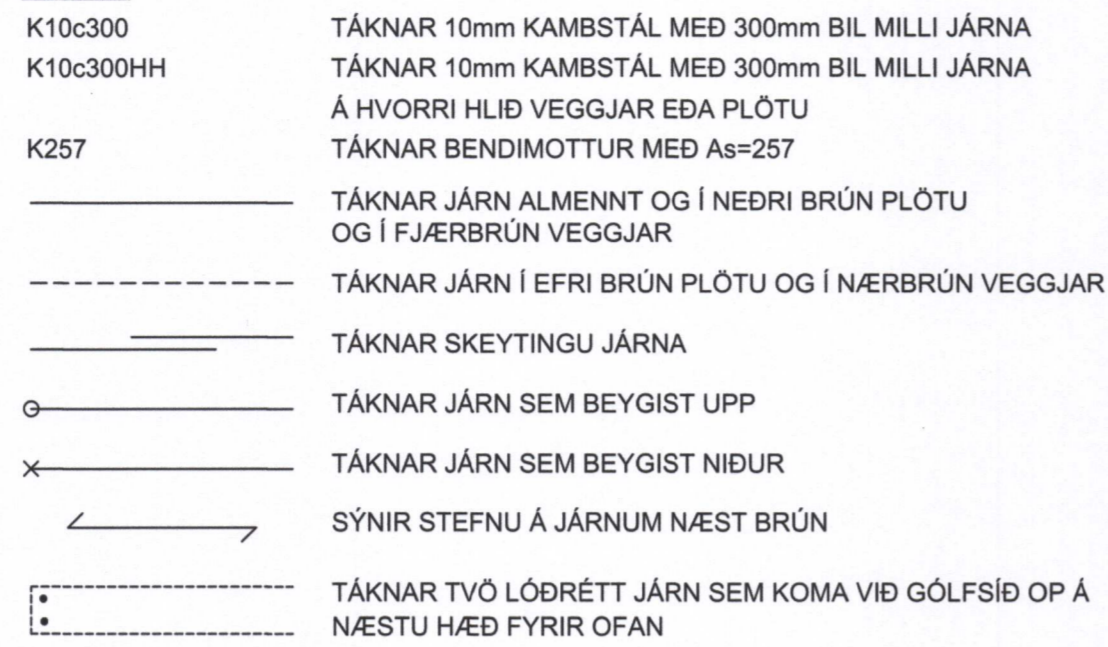 K10c300 TÁKNAR 10mm KAMBSTÁL MEÐ 300mm BIL MILLI JÁRNA
K10c300HH TÁKNAR 10mm KAMBSTÁL MEÐ 300mm BIL MILLI JÁRNA
Á HVORRI HLIÐ VEGGJAR EÐA PLÖTU
K257 TÁKNAR BENDIMOTTUR MEÐ As=257
TÁKNAR JÁRN ALMENNT OG Í NEÐRI BRÚN PLÖTU
OG Í FJÆRBRÚN VEGGJAR
TÁKNAR JÁRN Í EFRI BRÚN PLÖTU OG Í NÆRBRÚN VEGGJAR
TÁKNAR SKEYTINGU JÁRNA
TÁKNAR JÁRN SEM BEYGIST UPP
TÁKNAR JÁRN SEM BEYGIST NIÐUR
SÝNIR STEFNU Á JÁRNUM NÆST BRÚN
TÁKNAR TVÖ LÓÐRÉTT JÁRN SEM KOMA VIÐ GÓLFSÍÐ OP Á
NÆSTU HÆÐ FYRIR OFAN